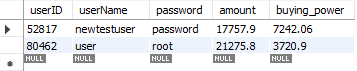 userID userName password amount buying_power
52817 newtestuser password 17757.9 7242.06
80462 user root 21275.8 3720.9
NULL NULL NULL NULL NULL